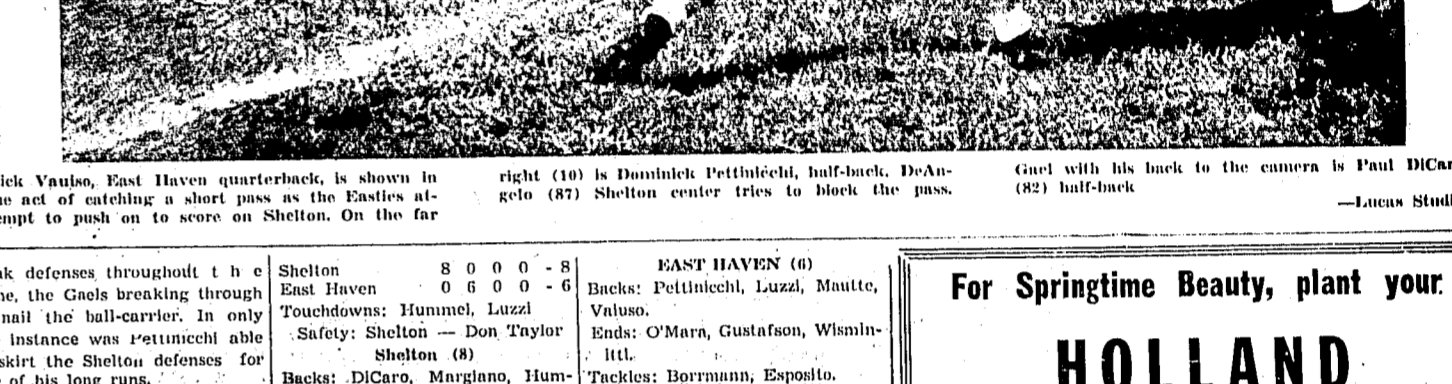 ick Vauiso, East Haven quarterback, is shown in
e act of catching a short pass as the Easties at-
empt to push on to score on Shelton. On the far
right (10) is Dominick Pettiniechi, half-back. DeAn-
gelo (87) Shelton center tries to block the pass.
Gael with his back to the camera is Paul DiCar
(82) half-back
—Lucas Studi
ak defenses throughout t h e
ne, the Gaels breaking through
nail the ball-carrier. In only
instance was Pettinicchi able
skirt the Shelton defenses for
of his long runs.
Shelton 8 0 0 0 - 8
East Haven 0 6 0 0 - 6
Touchdowns: Hummel, Luzzi
Safety: Shelton — Don Taylor
Shelton (8)
Backs: DiCaro, Margiano, Hum-
EAST HAVEN (6)
Backs: Pettinicchi, Luzzi, Mautte,
Vaiuso.
Ends: O'Mara, Gustafson, Wismin-
itti.
Tackles: Borrmann, Esposito.
For Springtime Beauty, plant your
HOLLAND